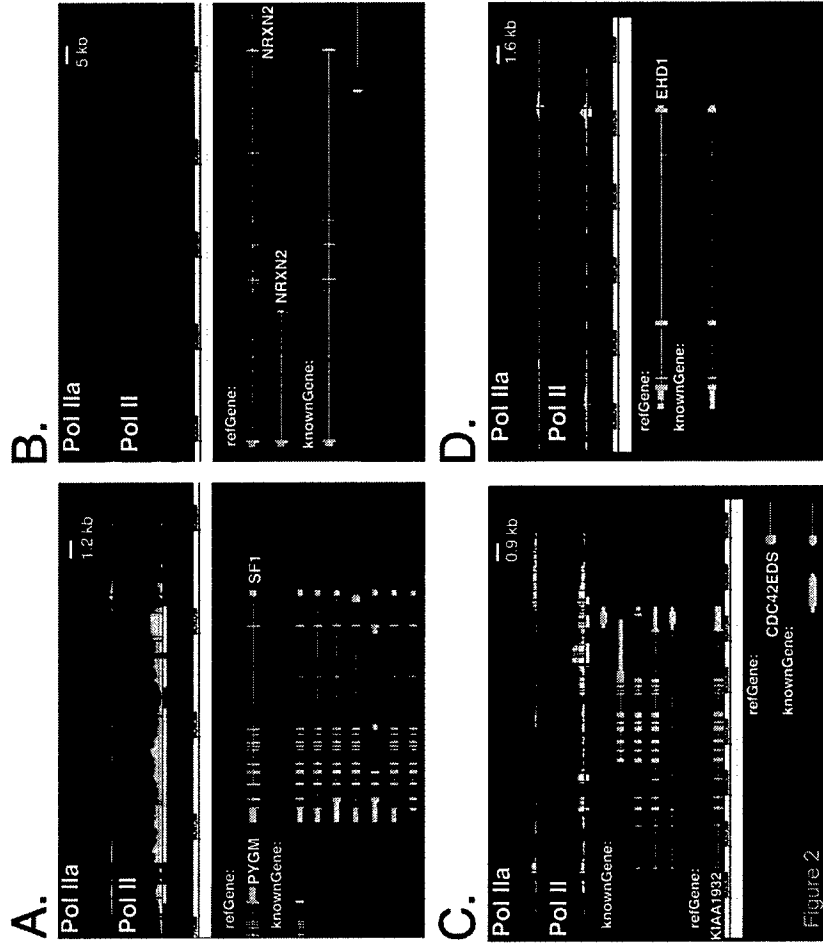 A.
Pol IIa
1.2 kb
Pol II
refGene:
PYGM
SF1
knownGene:
B.
Pol IIa
5 kb
Pol II
refGene:
NRXN2
NRXN2
knownGene:
C.
Pol IIa
0.9 kb
Pol II
knownGene:
refGene:
KIAA1932
refGene:
CDC42EDS
knownGene:
Figure 2
D.
Pol IIa
1.6 kb
Pol II
refGene:
EHD1
knownGene: